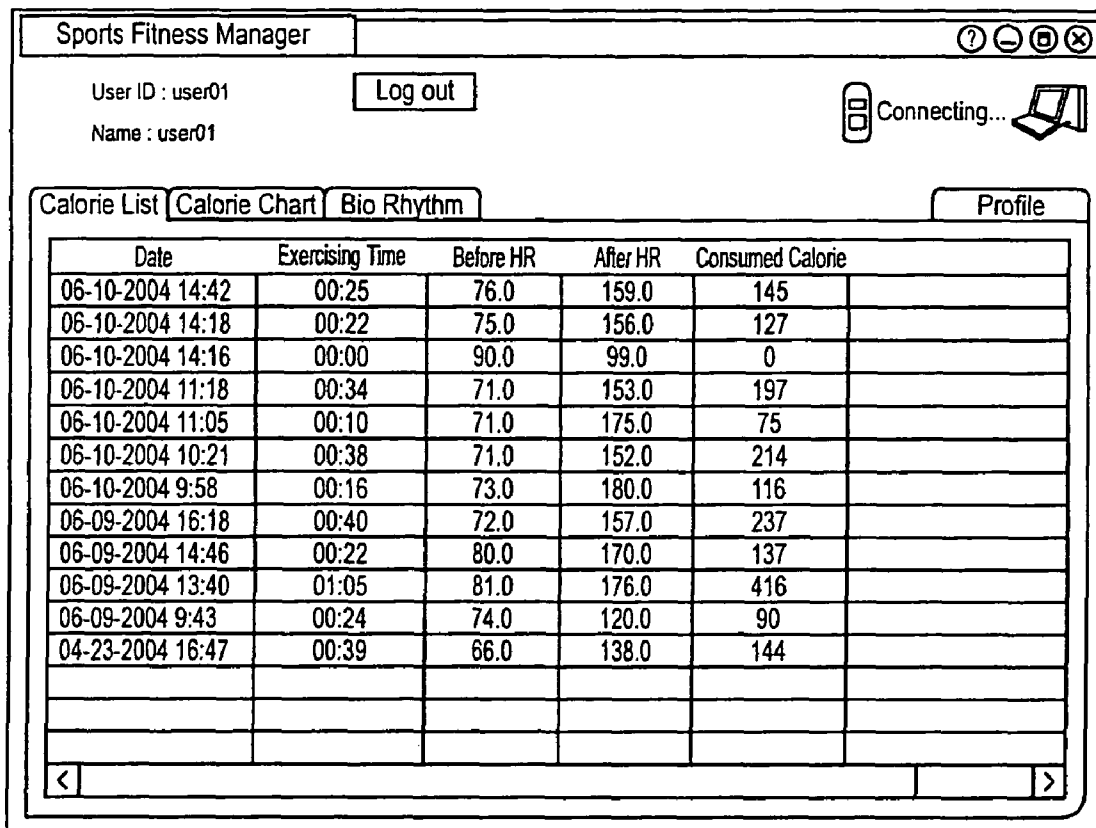 Sports Fitness Manager ?
User ID : user01 Log out
Connecting...
Name : user01
Calorie List Calorie Chart Bio Rhythm Profile
Date Exercising Time Before HR After HR Consumed Calorie
06-10-2004 14:42 00:25 76.0 159.0 145
06-10-2004 14:18 00:22 75.0 156.0 127
06-10-2004 14:16 00:00 90.0 99.0 0
06-10-2004 11:18 00:34 71.0 153.0 197
06-10-2004 11:05 00:10 71.0 175.0 75
06-10-2004 10:21 00:38 71.0 152.0 214
06-10-2004 9:58 00:16 73.0 180.0 116
06-09-2004 16:18 00:40 72.0 157.0 237
06-09-2004 14:46 00:22 80.0 170.0 137
06-09-2004 13:40 01:05 81.0 176.0 416
06-09-2004 9:43 00:24 74.0 120.0 90
04-23-2004 16:47 00:39 66.0 138.0 144